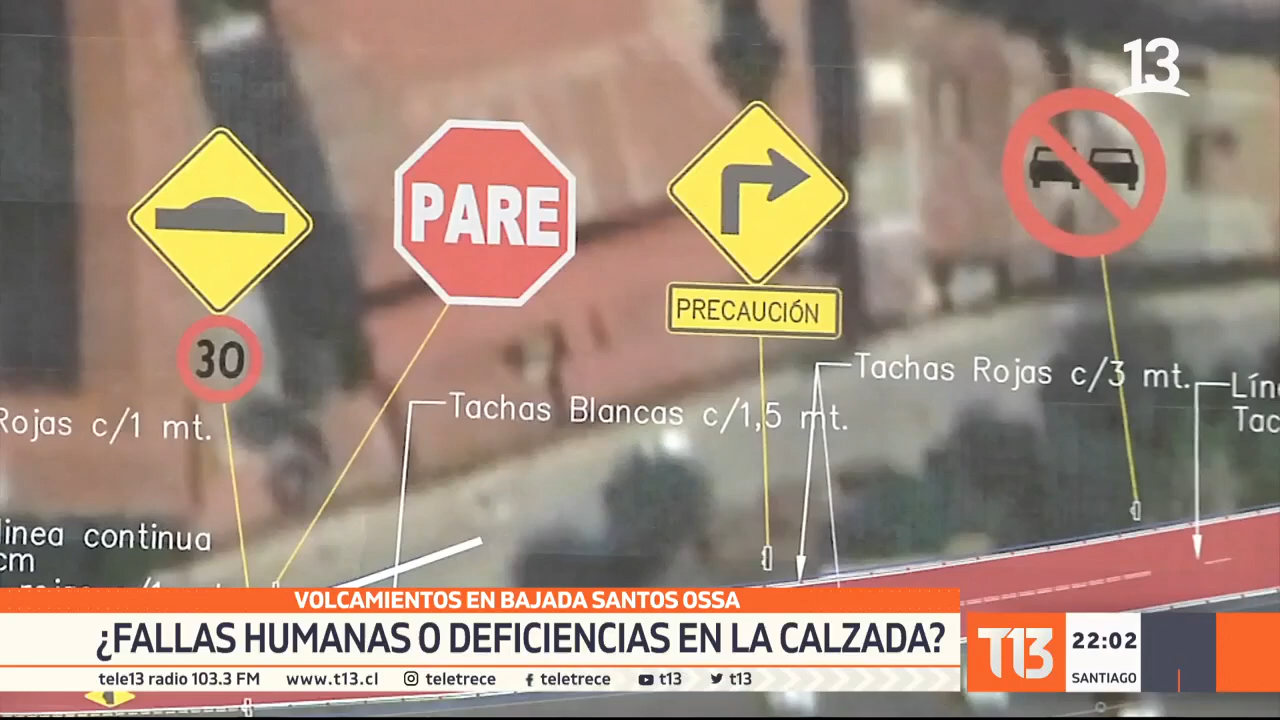 13
PARE
PRECAUCIÓN
30
Tachas Rojas c/3 mt.
Lín
Tac
Rojas c/1 mt.
Tachas Blancas c/1,5 mt.
linea continua
cm
VOLCAMIENTOS EN BAJADA SANTOS OSSA
¿FALLAS HUMANAS O DEFICIENCIAS EN LA CALZADA?
T13
22:02
SANTIAGO
tele13 radio 103.3 FM www.t13.cl teletrece teletrece t13 t13